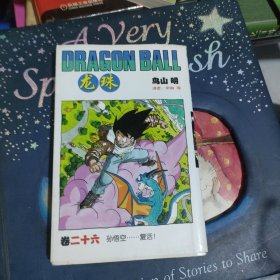 A Very
Sp sh
DRAGON BALL
龙珠
鸟山 明
卷二十六 孙悟空……复活!
n of Stories to Share